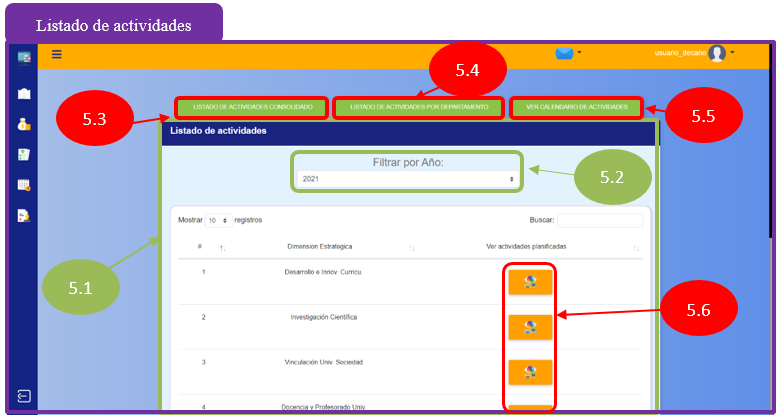 Listado de actividades
usuario_decano
5.4
5.3
LISTADO DE ACTIVIDADES CONSOLIDADO
LISTADO DE ACTIVIDADES POR DEPARTAMENTO
VER CALENDARIO DE ACTIVIDADES
5.5
Listado de actividades
Filtrar por Año:
2021
5.2
Mostrar 10 registros
Buscar:
# Dimension Estrategica Ver actividades planificadas
1 Desarrollo e Innov. Curricu.
5.1
2 Investigación Científica
5.6
3 Vinculación Univ. Sociedad
4 Docencia y Profesorado Univ